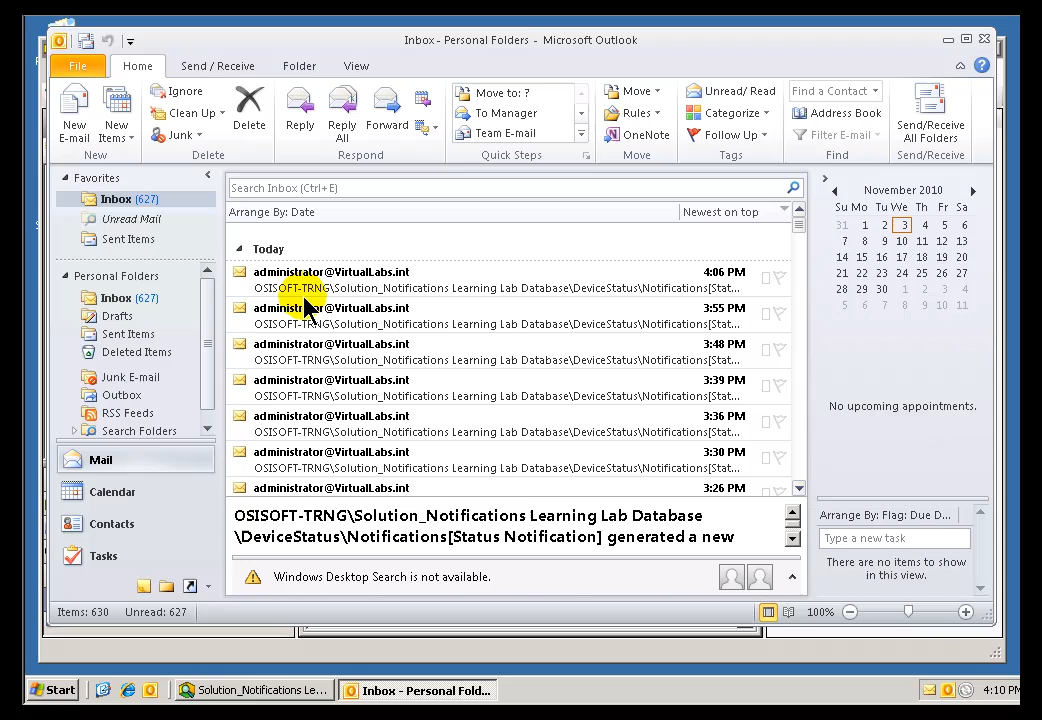 Inbox - Personal Folders - Microsoft Outlook
File Home Send / Receive Folder View
New E-mail
New Items
New
Ignore
Clean Up
Junk
Delete
Delete
Reply
Reply All
Forward
Respond
Move to: ?
To Manager
Team E-mail
Quick Steps
Move
Rules
OneNote
Move
Unread/ Read
Categorize
Follow Up
Tags
Find a Contact
Address Book
Filter E-mail
Find
Send/Receive All Folders
Send/Receive
Favorites
Inbox (627)
Unread Mail
Sent Items
Personal Folders
Inbox (627)
Drafts
Sent Items
Deleted Items
Junk E-mail
Outbox
RSS Feeds
Search Folders
Mail
Calendar
Contacts
Tasks
Search Inbox (Ctrl+E)
Arrange By: Date Newest on top
Today
administrator@VirtualLabs.int 4:06 PM
OSISOFT-TRNG\Solution_Notifications Learning Lab Database\DeviceStatus\Notifications[Stat...
administrator@VirtualLabs.int 3:55 PM
OSISOFT-TRNG\Solution_Notifications Learning Lab Database\DeviceStatus\Notifications[Stat...
administrator@VirtualLabs.int 3:48 PM
OSISOFT-TRNG\Solution_Notifications Learning Lab Database\DeviceStatus\Notifications[Stat...
administrator@VirtualLabs.int 3:39 PM
OSISOFT-TRNG\Solution_Notifications Learning Lab Database\DeviceStatus\Notifications[Stat...
administrator@VirtualLabs.int 3:36 PM
OSISOFT-TRNG\Solution_Notifications Learning Lab Database\DeviceStatus\Notifications[Stat...
administrator@VirtualLabs.int 3:30 PM
OSISOFT-TRNG\Solution_Notifications Learning Lab Database\DeviceStatus\Notifications[Stat...
administrator@VirtualLabs.int 3:26 PM
OSISOFT-TRNG\Solution_Notifications Learning Lab Database
\DeviceStatus\Notifications[Status Notification] generated a new
Windows Desktop Search is not available.
November 2010
Su Mo Tu We Th Fr Sa
31 1 2 3 4 5 6
7 8 9 10 11 12 13
14 15 16 17 18 19 20
21 22 23 24 25 26 27
28 29 30 1 2 3 4
5 6 7 8 9 10 11
No upcoming appointments.
Arrange By: Flag: Due D...
Type a new task
There are no items to show
in this view.
Items: 630 Unread: 627 100%
Start Solution_Notifications Le... Inbox - Personal Fold... 4:10 PM